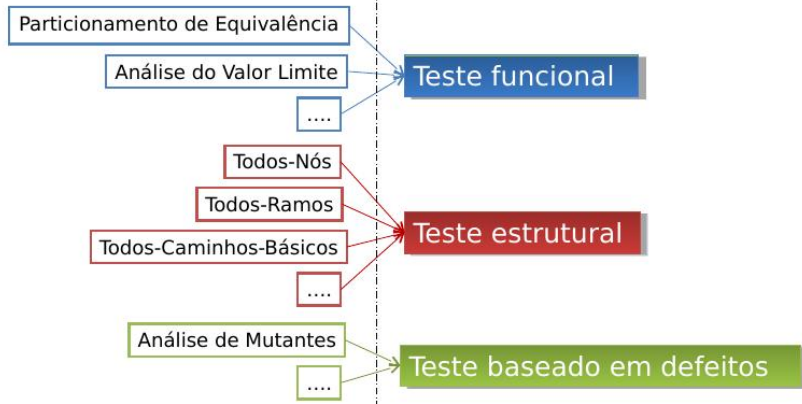 Particionamento de Equivalência
Análise do Valor Limite
....
Teste funcional
Todos-Nós
Todos-Ramos
Todos-Caminhos-Básicos
....
Teste estrutural
Análise de Mutantes
....
Teste baseado em defeitos